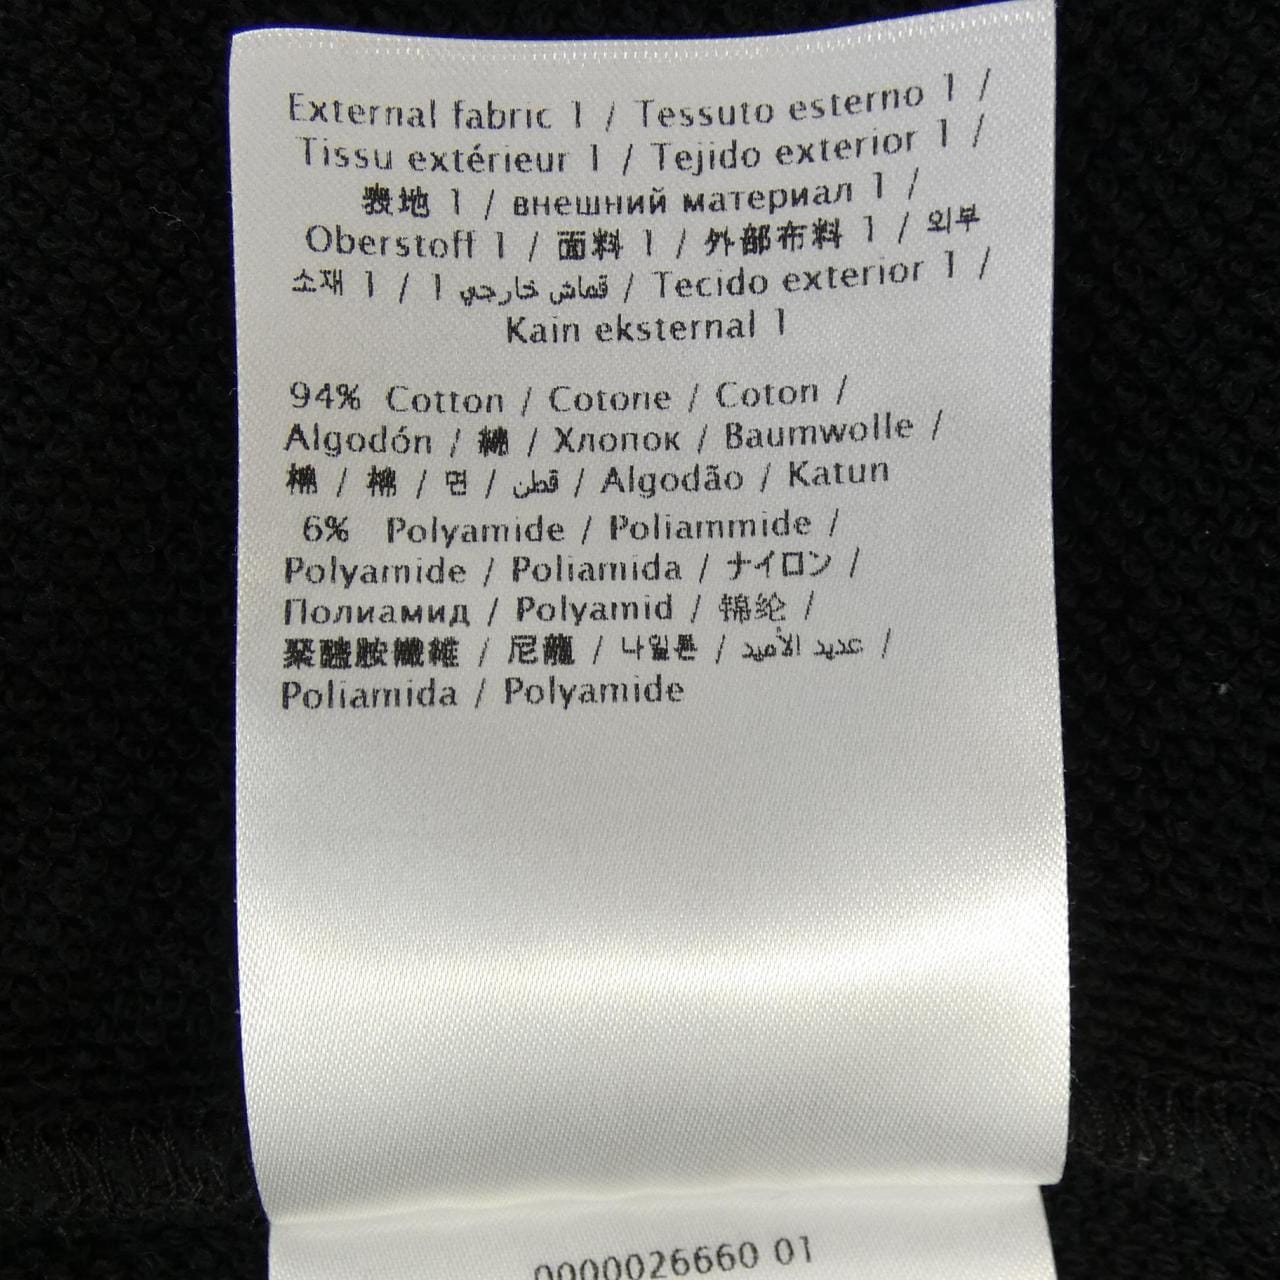 External fabric 1 / Tessuto esterno 1 /
Tissu extérieur 1 / Tejido exterior 1 /
表地 1 / внешний материал 1 /
Oberstoff 1 / 面料 1 / 外部布料 1 / 외부
소재 1 / 1 قماش خارجي / Tecido exterior 1 /
Kain eksternal 1
94% Cotton / Cotone / Coton /
Algodón / 綿 / Хлопок / Baumwolle /
棉 / 棉 / 면 / قطن / Algodão / Katun
6% Polyamide / Poliammide /
Polyamide / Poliamida / ナイロン /
Полиамид / Polyamid / 锦纶 /
聚醯胺纖維 / 尼龍 / 나일론 / عديد الأميد /
Poliamida / Polyamide
0000026660 01